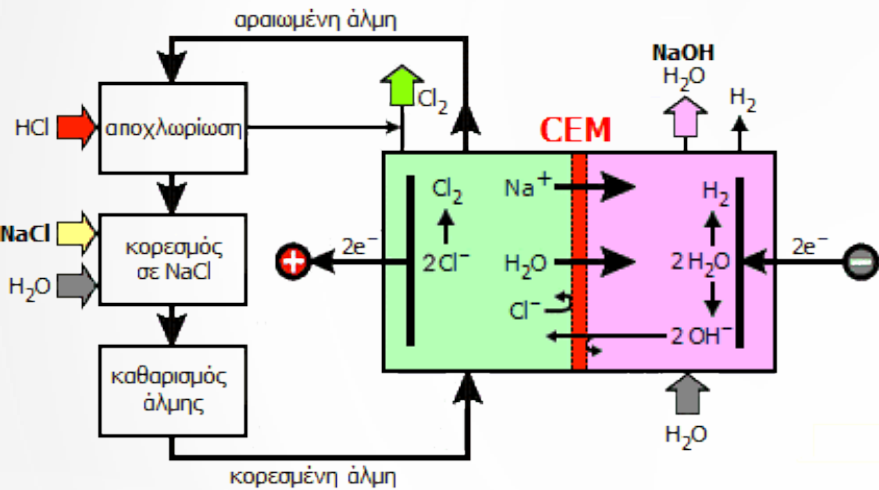 αραιωμένη άλμη
NaOH
H₂O
HCl
αποχλωρίωση
Cl₂
H₂
CEM
NaCl
H₂O
κορεσμός
σε NaCl
+
2e⁻
Cl₂
2Cl⁻
Na⁺
H₂O
Cl⁻
H₂
2H₂O
2OH⁻
2e⁻
−
καθαρισμός
άλμης
H₂O
κορεσμένη άλμη